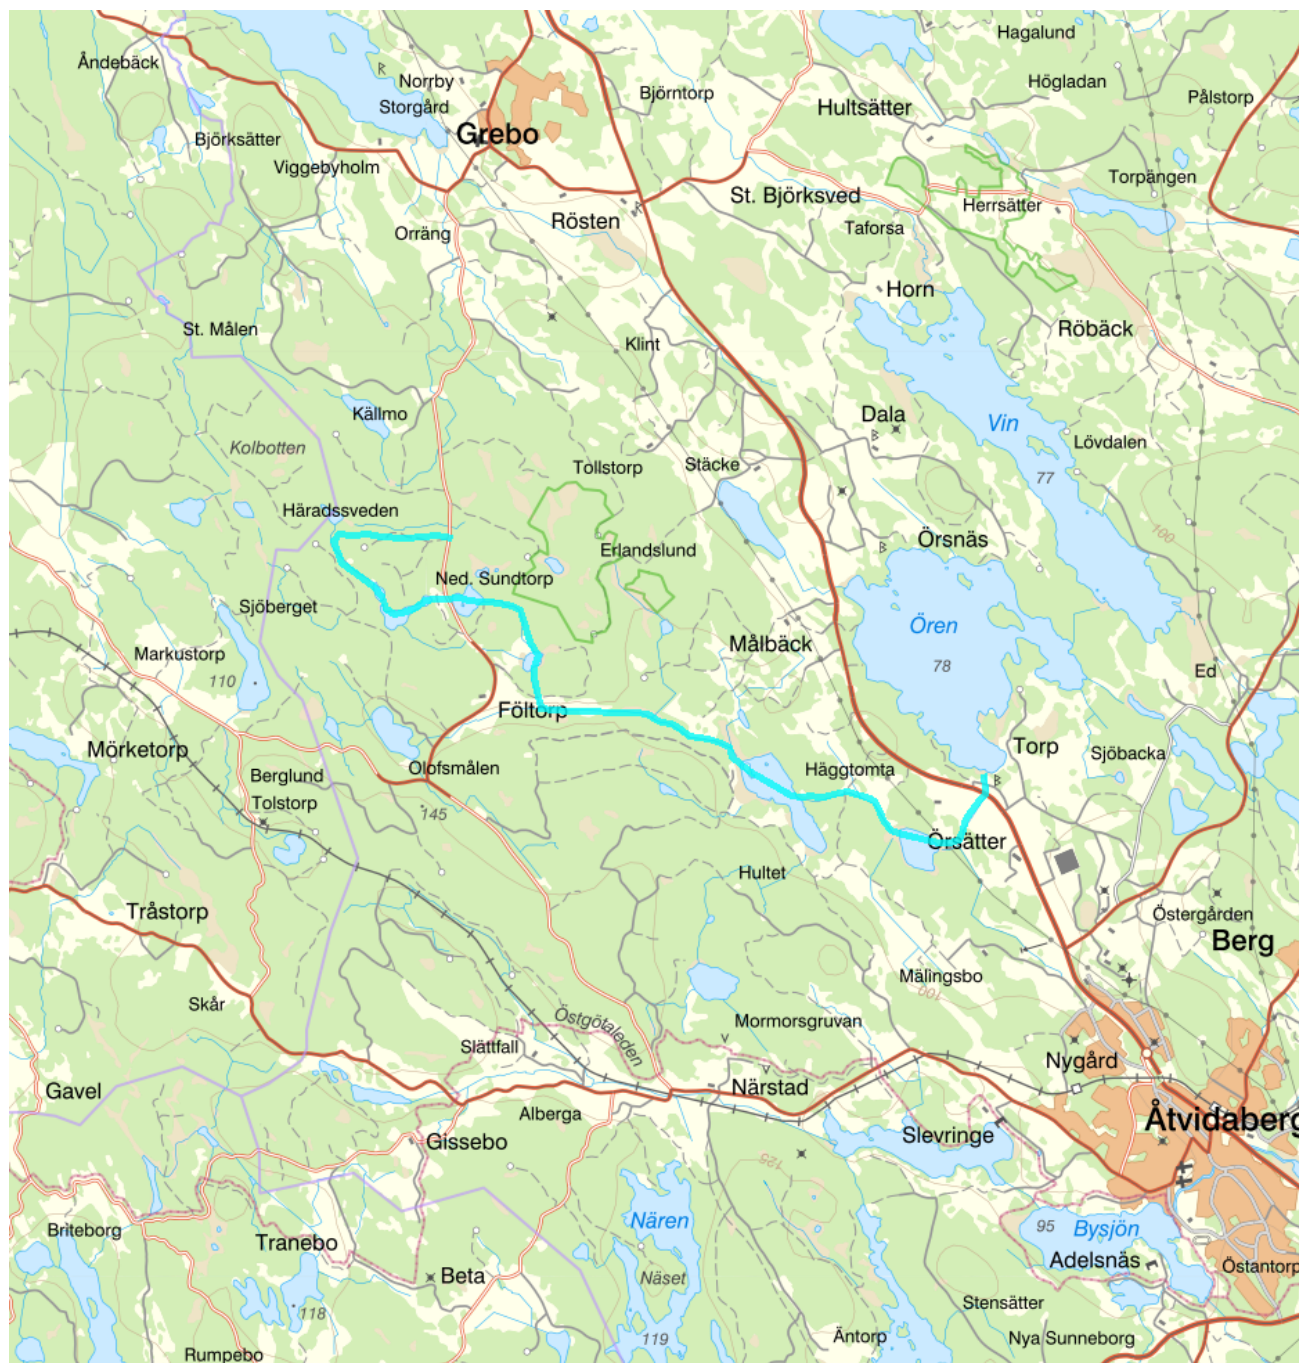 Hagalund
Åndebäck
Norrby
Högladan
Björntorp
Pålstorp
Storgård
Hultsätter
Grebo
Björksätter
Viggebyholm
Torpängen
St. Björksved
Herrsätter
Rösten
Taforsa
Orräng
Horn
St. Målen
Röbäck
Klint
Källmo
Dala
Vin
Kolbotten
Lövdalen
Stäcke
Tollstorp
77
Häradssveden
100
Örsnäs
Erlandslund
Ned. Sundtorp
Sjöberget
Ören
Målbäck
Markustorp
78
Ed
110
Föltorp
Mörketorp
Torp
Sjöbacka
Berglund
Olofsmålen
Häggtomta
Tolstorp
145
Örsätter
Hultet
Tråstorp
Östergården
Berg
Mälingsbo
100
Skår
Östgötaleden
Mormorsgruvan
Slättfall
Nygård
Gavel
Närstad
Alberga
Åtvidaberg
Slevringe
Gissebo
125
Nären
95
Bysjön
Briteborg
Tranebo
Adelsnäs
Östantorp
Beta
Näset
Stensätter
118
119
Äntorp
Nya Sunneborg
Rumpebo